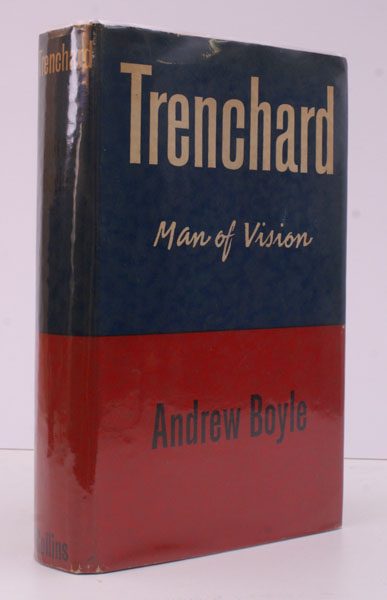 Trenchard
Trenchard
Man of Vision
Andrew Boyle
Collins